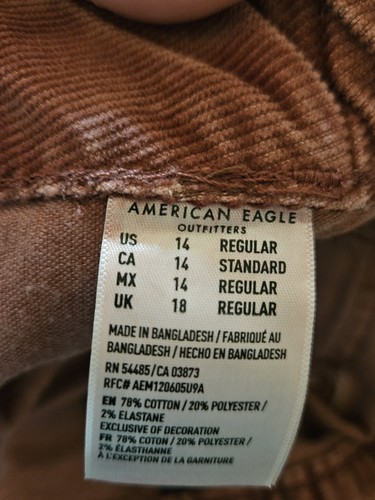 AMERICAN EAGLE
OUTFITTERS
US 14 REGULAR
CA 14 STANDARD
MX 14 REGULAR
UK 18 REGULAR
MADE IN BANGLADESH / FABRIQUÉ AU
BANGLADESH / HECHO EN BANGLADESH
RN 54485 / CA 03873
RFC# AEM120605U9A
EN 78% COTTON / 20% POLYESTER /
2% ELASTANE
EXCLUSIVE OF DECORATION
FR 78% COTON / 20% POLYESTER /
2% ÉLASTHANNE
À L'EXCEPTION DE LA GARNITURE